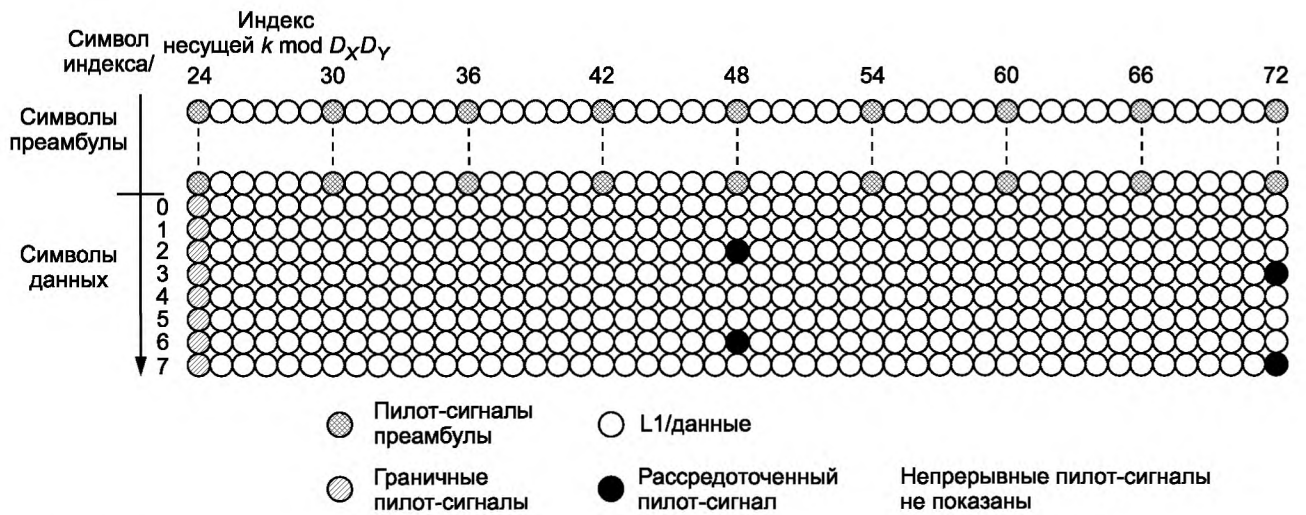 Индекс
Символ несущей k mod DXDY
индекса/
24 30 36 42 48 54 60 66 72
Символы
преамбулы
0
1
Символы 2
данных 3
4
5
6
7
Пилот-сигналы
преамбулы
L1/данные
Граничные
пилот-сигналы
Рассредоточенный
пилот-сигнал
Непрерывные пилот-сигналы
не показаны